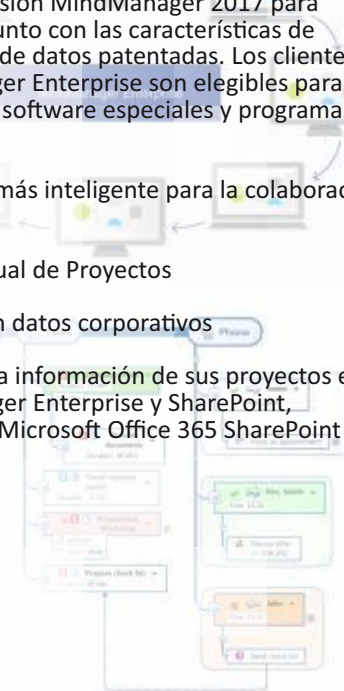 sión MindManager 2017 para
unto con las características de
de datos patentadas. Los cliente
ger Enterprise son elegibles para
software especiales y programa
más inteligente para la colaborac
ual de Proyectos
n datos corporativos
Phone
a información de sus proyectos e
ger Enterprise y SharePoint,
Microsoft Office 365 SharePoint